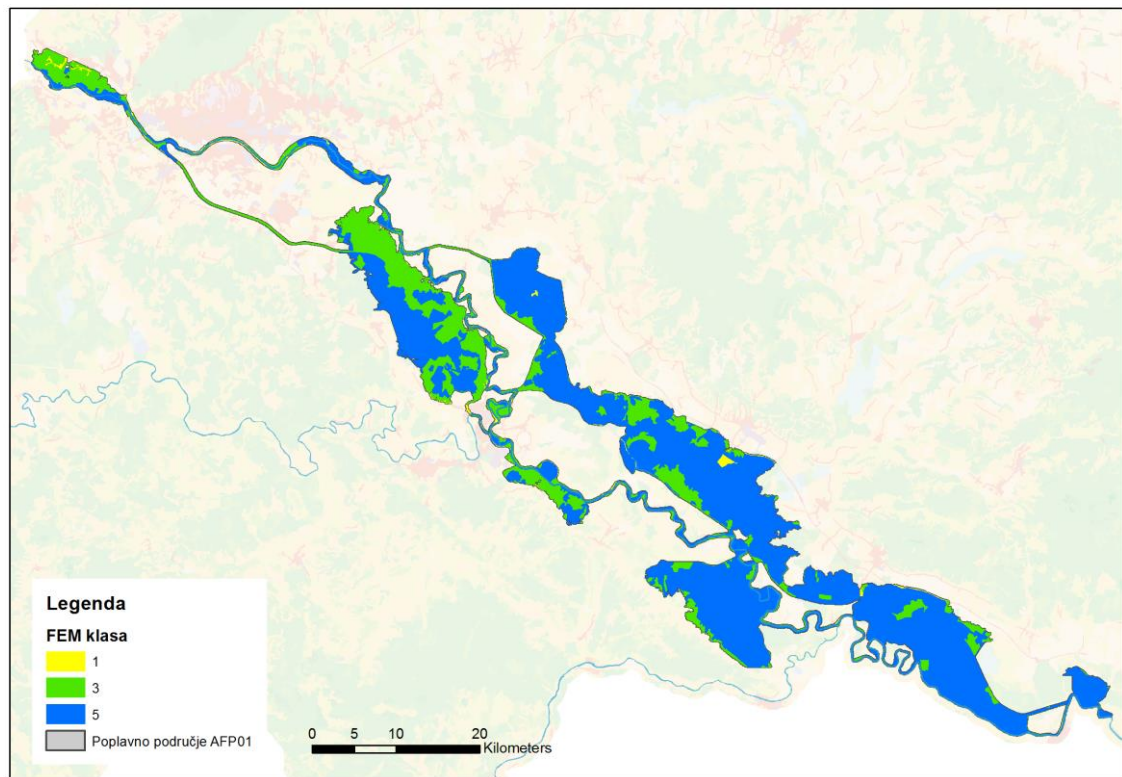 Legenda
FEM klasa
1
3
5
Poplavno područje AFP01
0 5 10 20
Kilometers